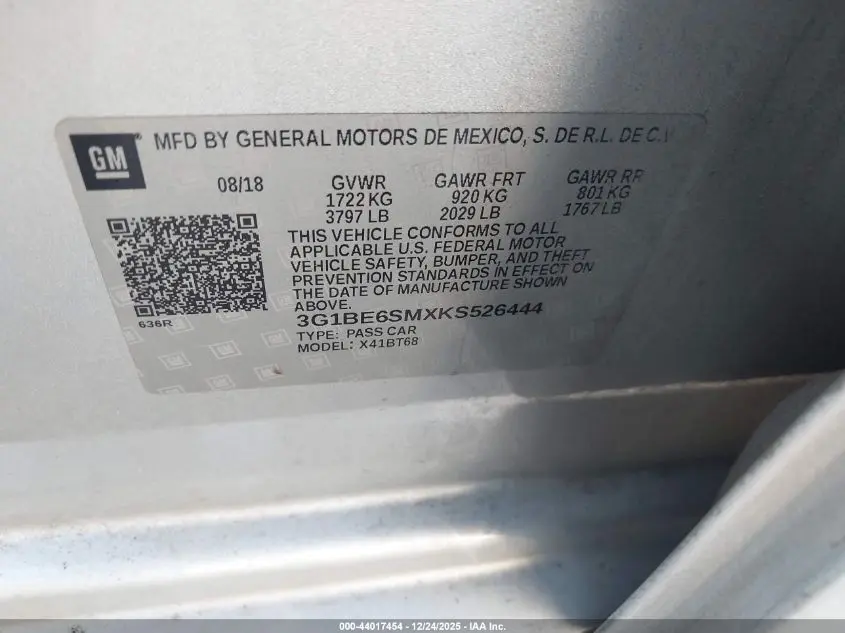 GM
MFD BY GENERAL MOTORS DE MEXICO, S. DE R.L. DE C.V
08/18
GVWR
1722 KG
3797 LB
GAWR FRT
920 KG
2029 LB
GAWR RR
801 KG
1767 LB
THIS VEHICLE CONFORMS TO ALL
APPLICABLE U.S. FEDERAL MOTOR
VEHICLE SAFETY, BUMPER, AND THEFT
PREVENTION STANDARDS IN EFFECT ON
THE DATE OF MANUFACTURE SHOWN
ABOVE.
636R
3G1BE6SMXKS526444
TYPE: PASS CAR
MODEL: X41BT68
000-44017454 - 12/24/2025 - IAA Inc.